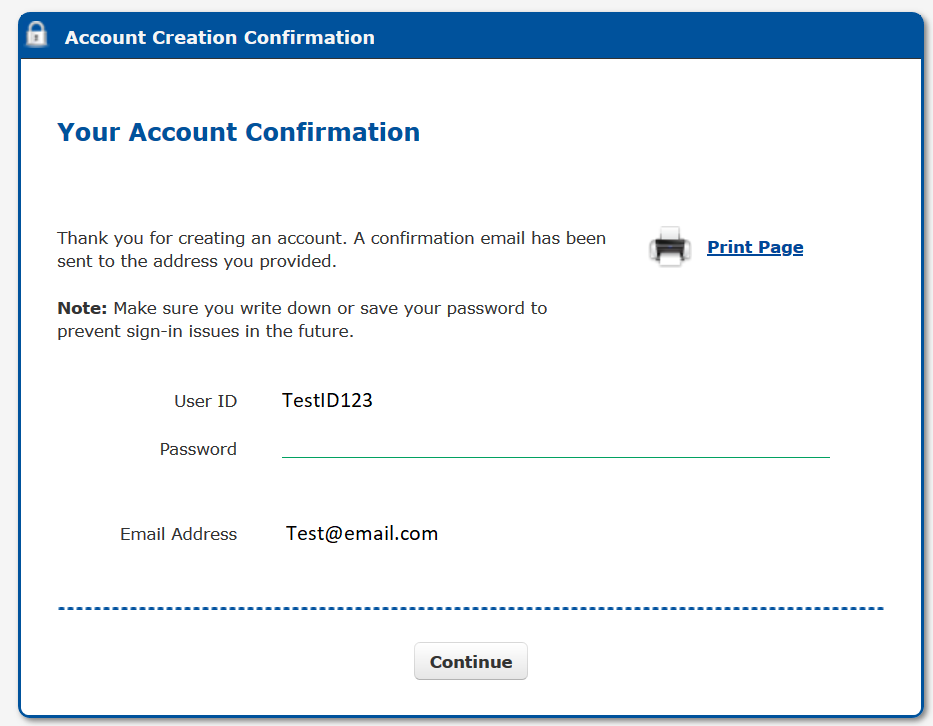 Account Creation Confirmation
Your Account Confirmation
Thank you for creating an account. A confirmation email has been
sent to the address you provided.
Print Page
Note: Make sure you write down or save your password to
prevent sign-in issues in the future.
User ID TestID123
Password
Email Address Test@email.com
Continue